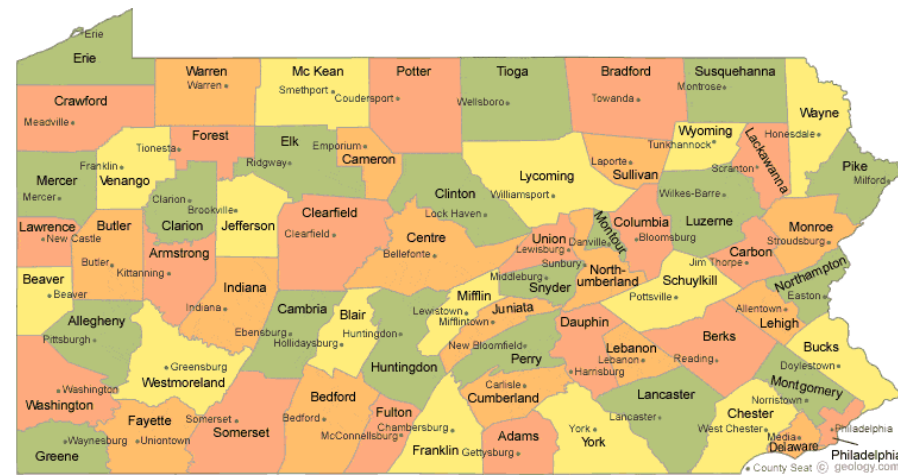 Erie
Erie
Warren
Warren
Mc Kean
Smethport
Potter
Coudersport
Tioga
Wellsboro
Bradford
Towanda
Susquehanna
Montrose
Wayne
Honesdale
Crawford
Meadville
Forest
Tionesta
Elk
Ridgway
Emporium
Cameron
Wyoming
Tunkhannock
Lackawanna
Scranton
Pike
Milford
Mercer
Mercer
Franklin
Venango
Clarion
Clarion
Brookville
Jefferson
Clearfield
Clearfield
Clinton
Lock Haven
Lycoming
Williamsport
Laporte
Sullivan
Wilkes-Barre
Luzerne
Lawrence
New Castle
Butler
Butler
Armstrong
Kittanning
Centre
Bellefonte
Union
Lewisburg
Danville
Montour
Columbia
Bloomsburg
Monroe
Stroudsburg
Carbon
Jim Thorpe
Beaver
Beaver
Indiana
Indiana
Sunbury
Middleburg
Snyder
North-
umberland
Schuylkill
Pottsville
Northampton
Easton
Allegheny
Pittsburgh
Cambria
Ebensburg
Blair
Hollidaysburg
Huntingdon
Huntingdon
Mifflin
Lewistown
Juniata
Mifflintown
New Bloomfield
Perry
Dauphin
Harrisburg
Lebanon
Lebanon
Berks
Reading
Allentown
Lehigh
Bucks
Doylestown
Greensburg
Westmoreland
Washington
Washington
Fayette
Uniontown
Somerset
Somerset
Bedford
Bedford
Fulton
McConnellsburg
Chambersburg
Franklin
Carlisle
Cumberland
Gettysburg
Adams
York
York
Lancaster
Lancaster
Montgomery
Norristown
Chester
West Chester
Media
Delaware
Philadelphia
Philadelphia
Waynesburg
Greene
County Seat © geology.com